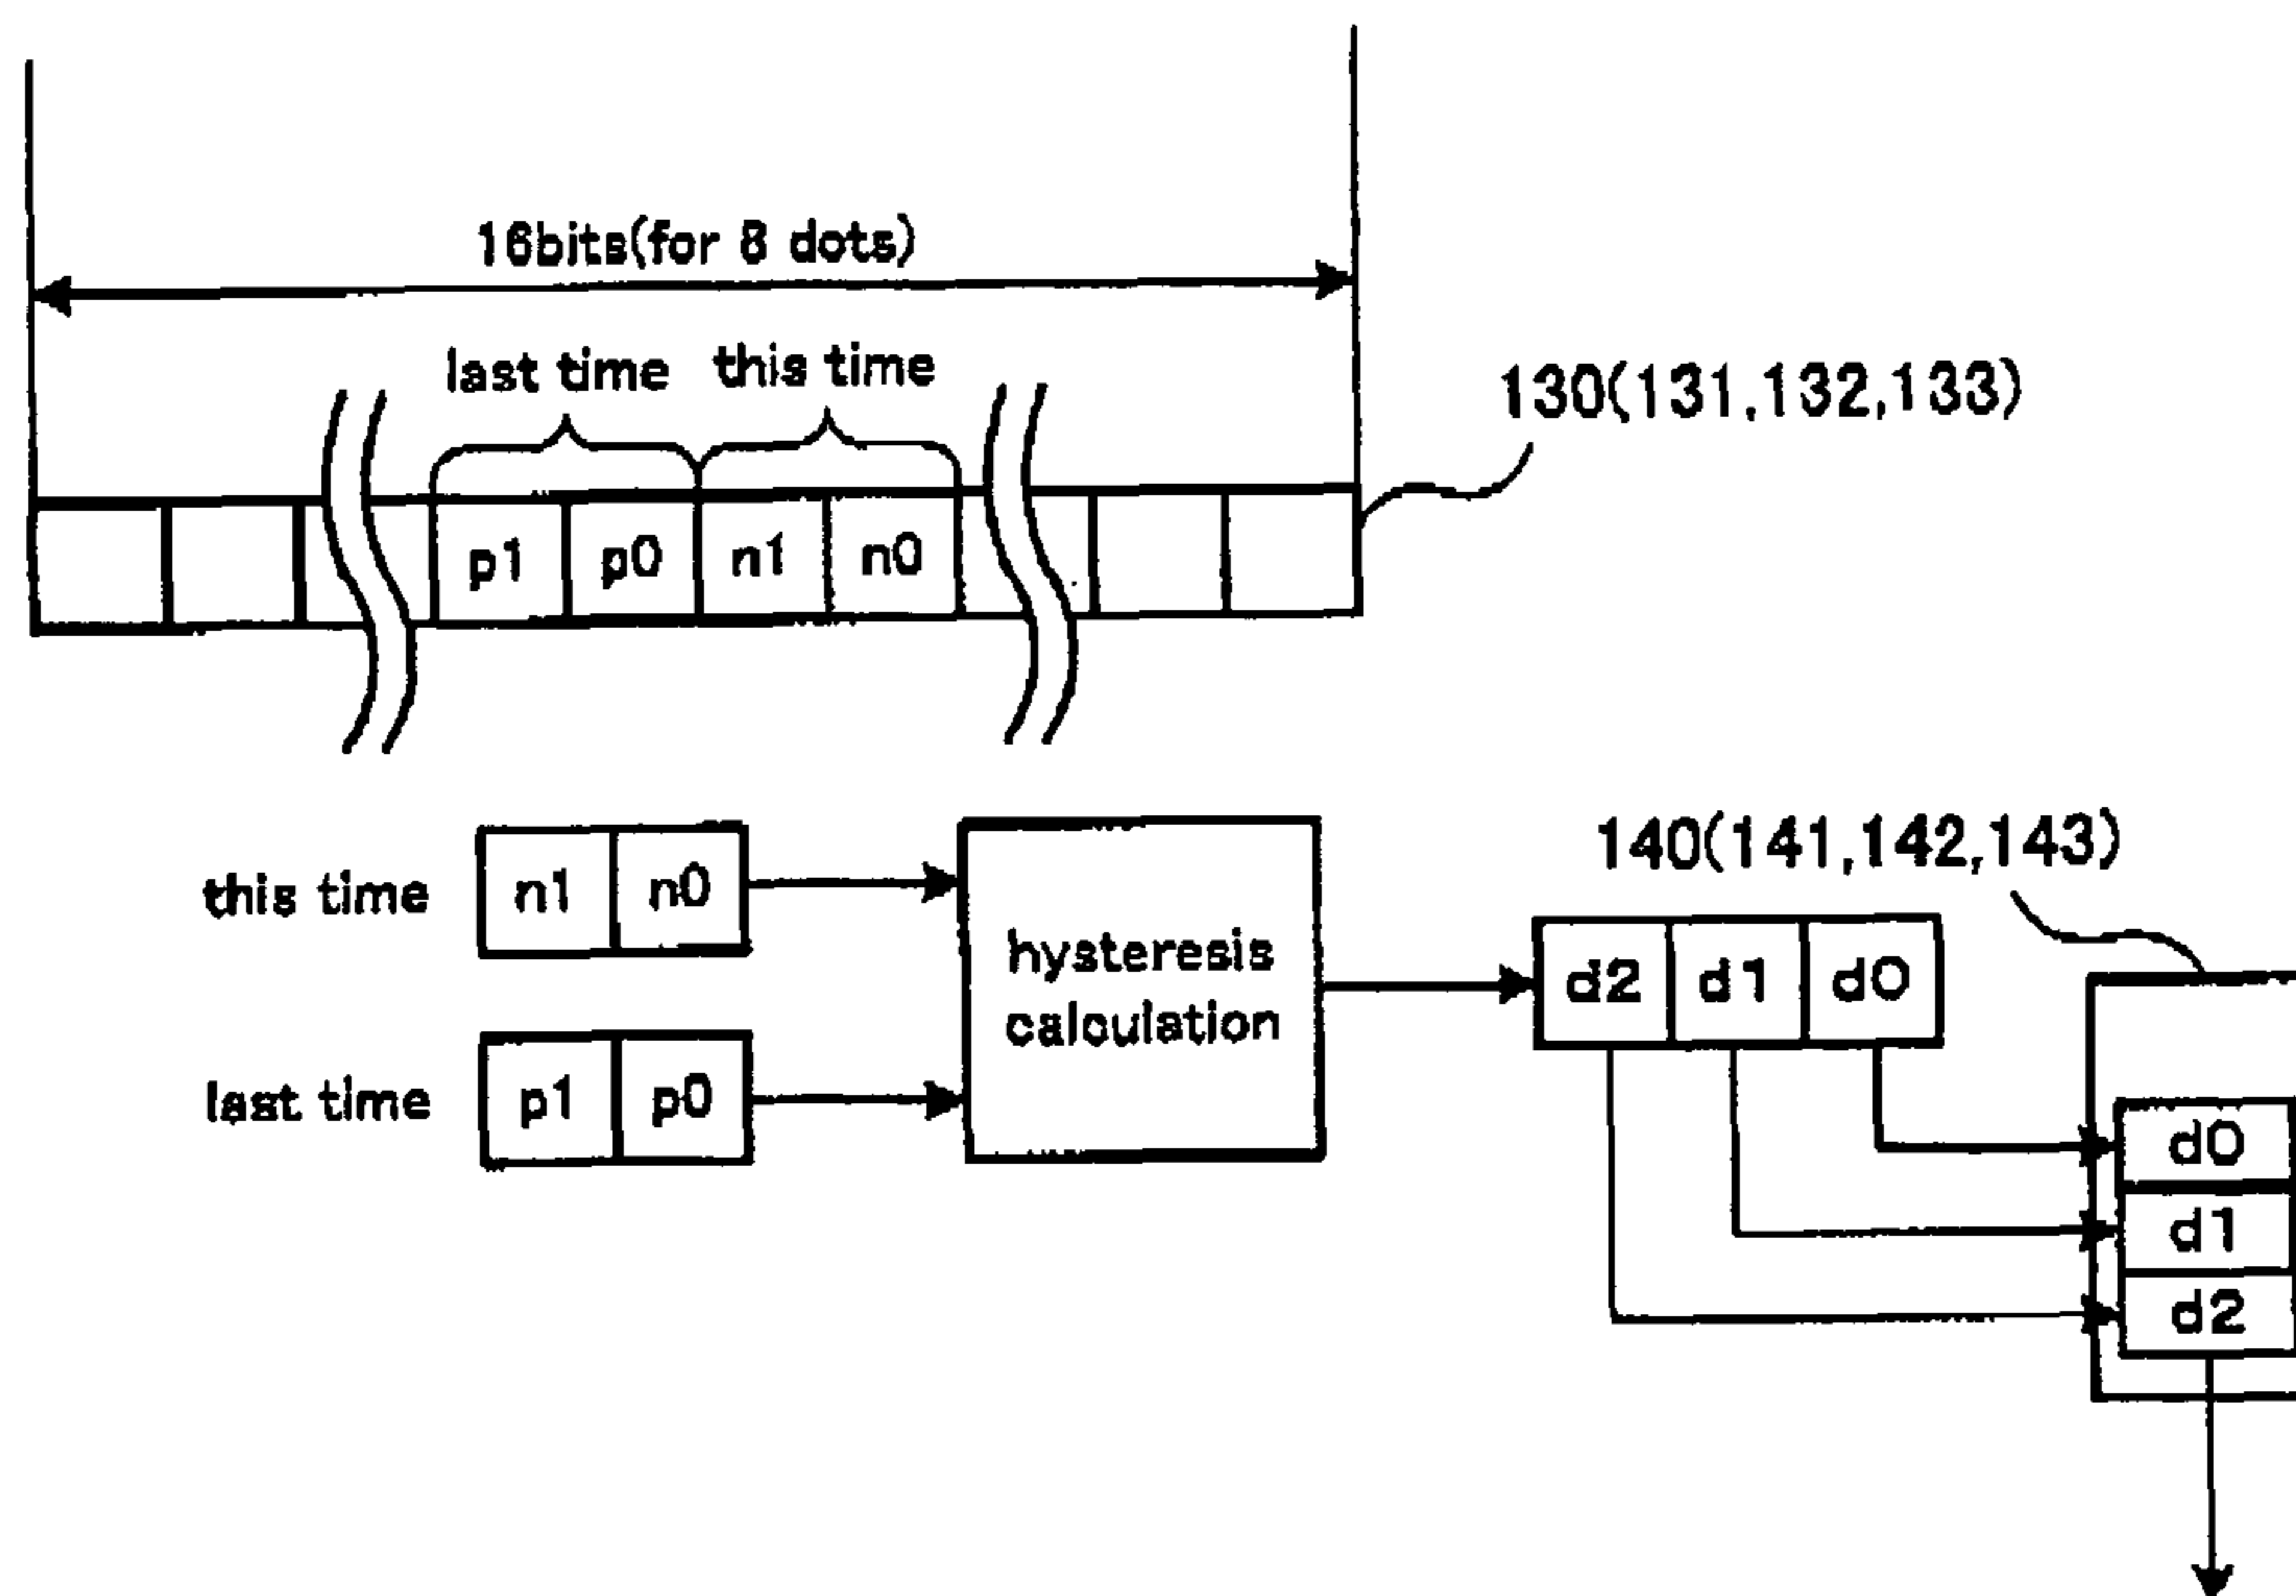 16bits(for 8 dots)
last time this time
130(131,132,133)
p1 p0 n1 n0
140(141,142,143)
this time n1 n0
hysteresis
calculation
d2 d1 d0
last time p1 p0
d0
d1
d2